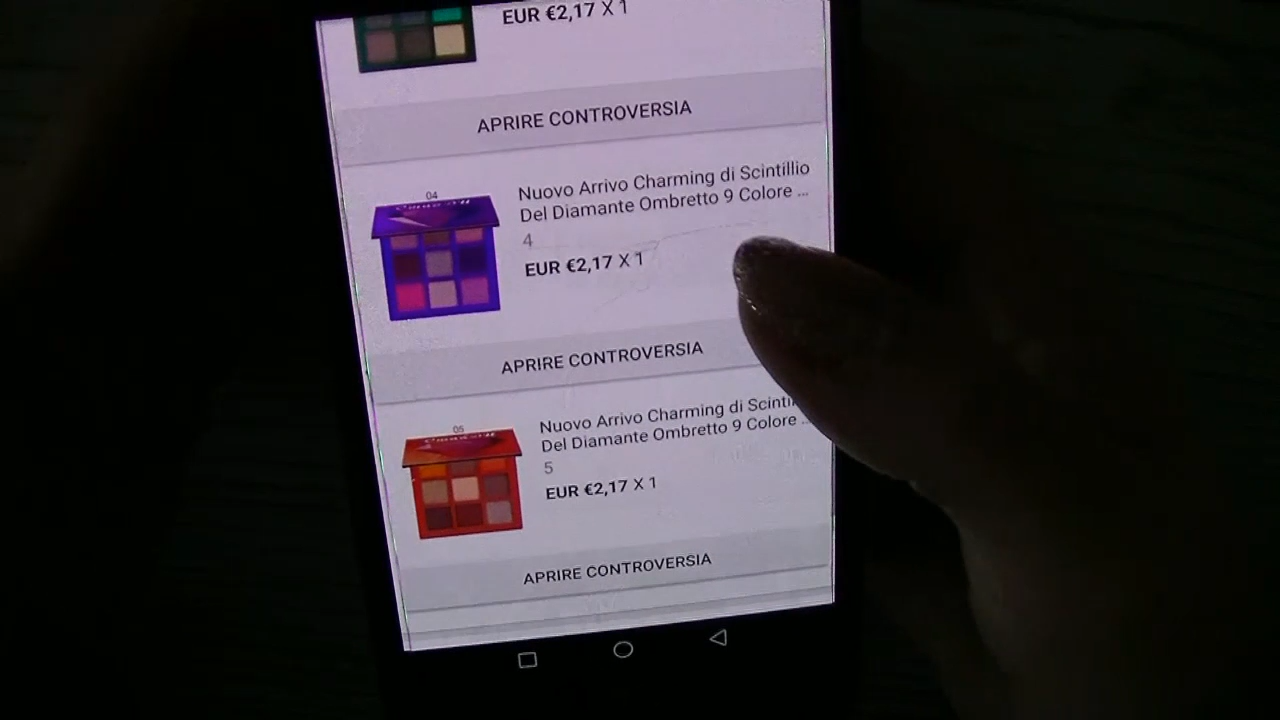 EUR €2,17 X 1
APRIRE CONTROVERSIA
04
Nuovo Arrivo Charming di Scintillio
Del Diamante Ombretto 9 Colore ...
4
EUR €2,17 X 1
APRIRE CONTROVERSIA
05
Nuovo Arrivo Charming di
Del Diamante Ombretto 9 Colore ..
5
EUR €2,17 X 1
APRIRE CONTROVERSIA